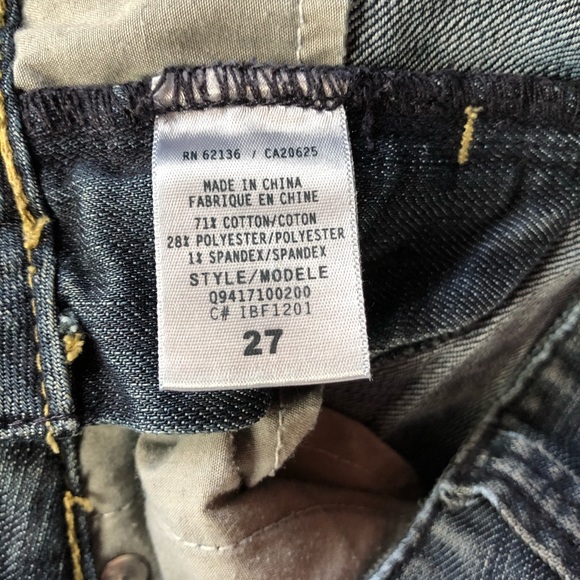 RN 62136 / CA20625
MADE IN CHINA
FABRIQUE EN CHINE
71% COTTON/COTON
28% POLYESTER/POLYESTER
1% SPANDEX/SPANDEX
STYLE/MODELE
Q9417100200
C# IBF1201
27